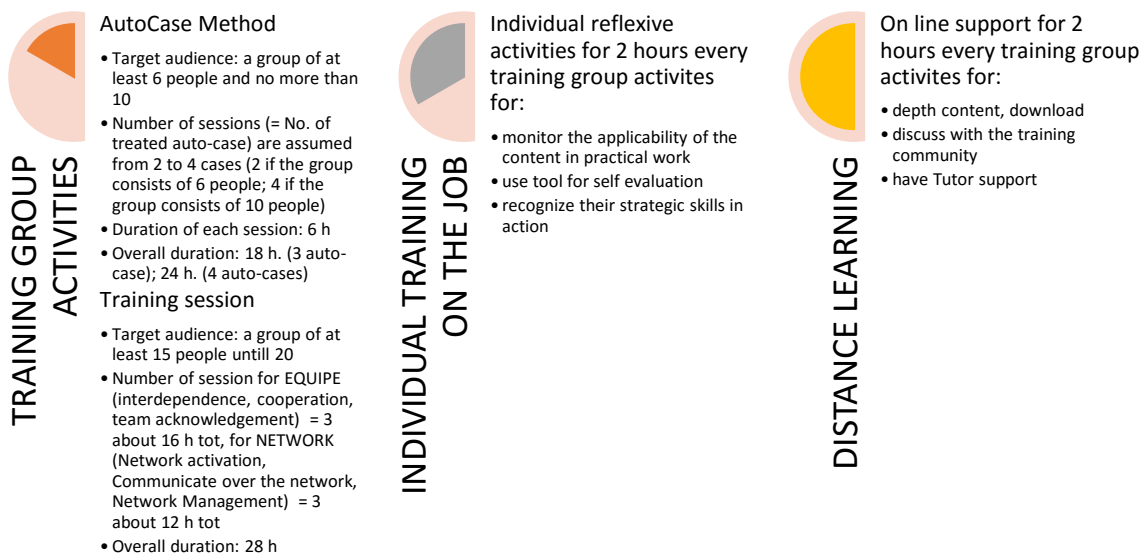 TRAINING GROUP
ACTIVITIES
AutoCase Method
• Target audience: a group of at
least 6 people and no more than
10
• Number of sessions (= No. of
treated auto-case) are assumed
from 2 to 4 cases (2 if the group
consists of 6 people; 4 if the
group consists of 10 people)
• Duration of each session: 6 h
• Overall duration: 18 h. (3 auto-
case); 24 h. (4 auto-cases)
Training session
• Target audience: a group of at
least 15 people untill 20
• Number of session for EQUIPE
(interdependence, cooperation,
team acknowledgement) = 3
about 16 h tot, for NETWORK
(Network activation,
Communicate over the network,
Network Management) = 3
about 12 h tot
• Overall duration: 28 h
INDIVIDUAL TRAINING
ON THE JOB
Individual reflexive
activities for 2 hours every
training group activites
for:
• monitor the applicability of the
content in practical work
• use tool for self evaluation
• recognize their strategic skills in
action
DISTANCE LEARNING
On line support for 2
hours every training group
activites for:
• depth content, download
• discuss with the training
community
• have Tutor support